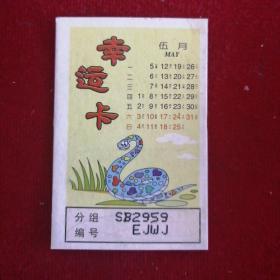 幸运卡
伍月
MAY
一 5 12 19 26
二 6 13 20 27
三 7 14 21 28
四 1 8 15 22 29
五 2 9 16 23 30
六 3 10 17 24 31
日 4 11 18 25
分组 SB2959
编号 EJWJ